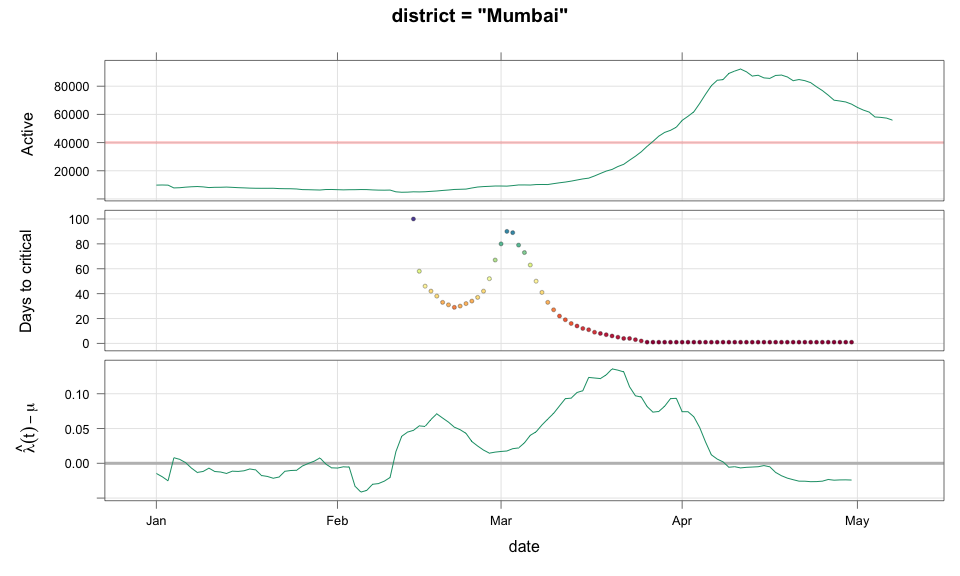 district = "Mumbai"
Active
80000
60000
40000
20000
Days to critical
100
80
60
40
20
0
λ̂(t) − μ
0.10
0.05
0.00
Jan Feb Mar Apr May
date